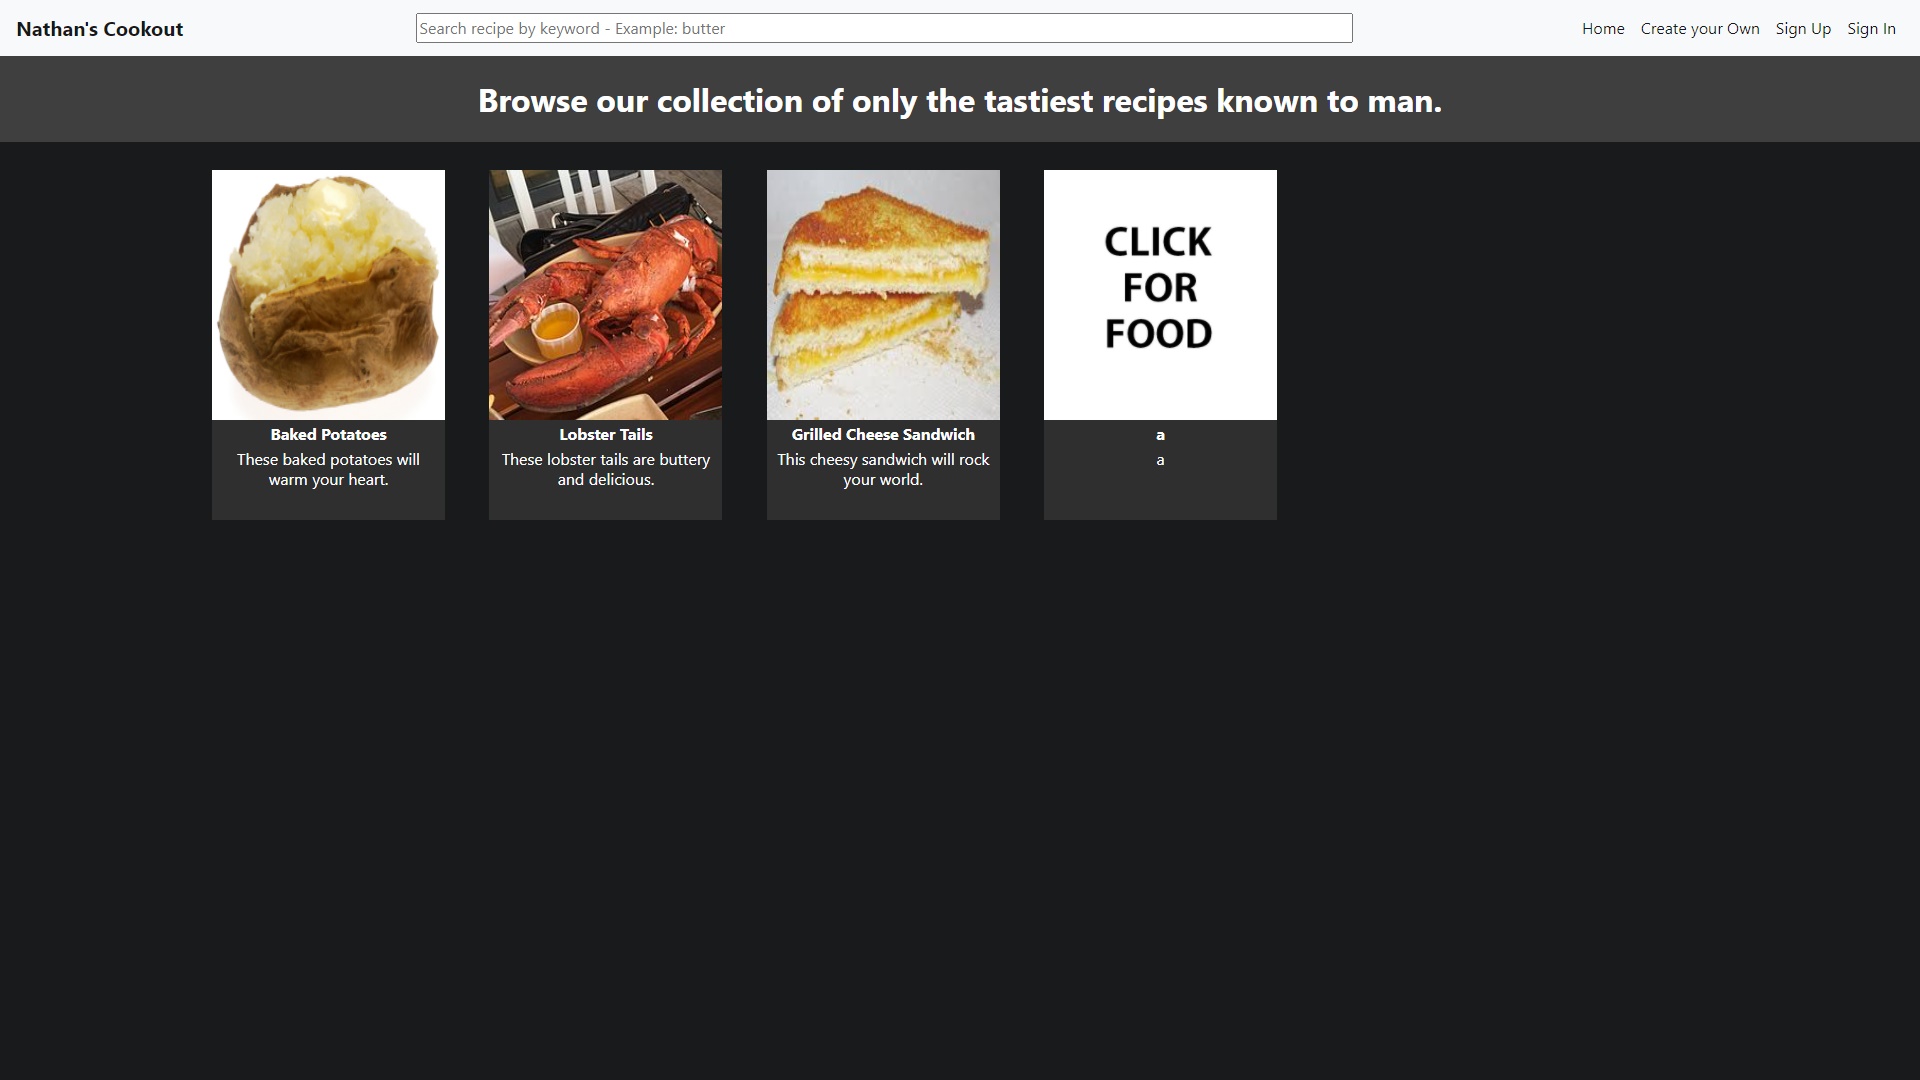 Nathan's Cookout
Search recipe by keyword - Example: butter
Home
Create your Own
Sign Up
Sign In
Browse our collection of only the tastiest recipes known to man.
Baked Potatoes
These baked potatoes will
warm your heart.
Lobster Tails
These lobster tails are buttery
and delicious.
Grilled Cheese Sandwich
This cheesy sandwich will rock
your world.
CLICK
FOR
FOOD
a
a